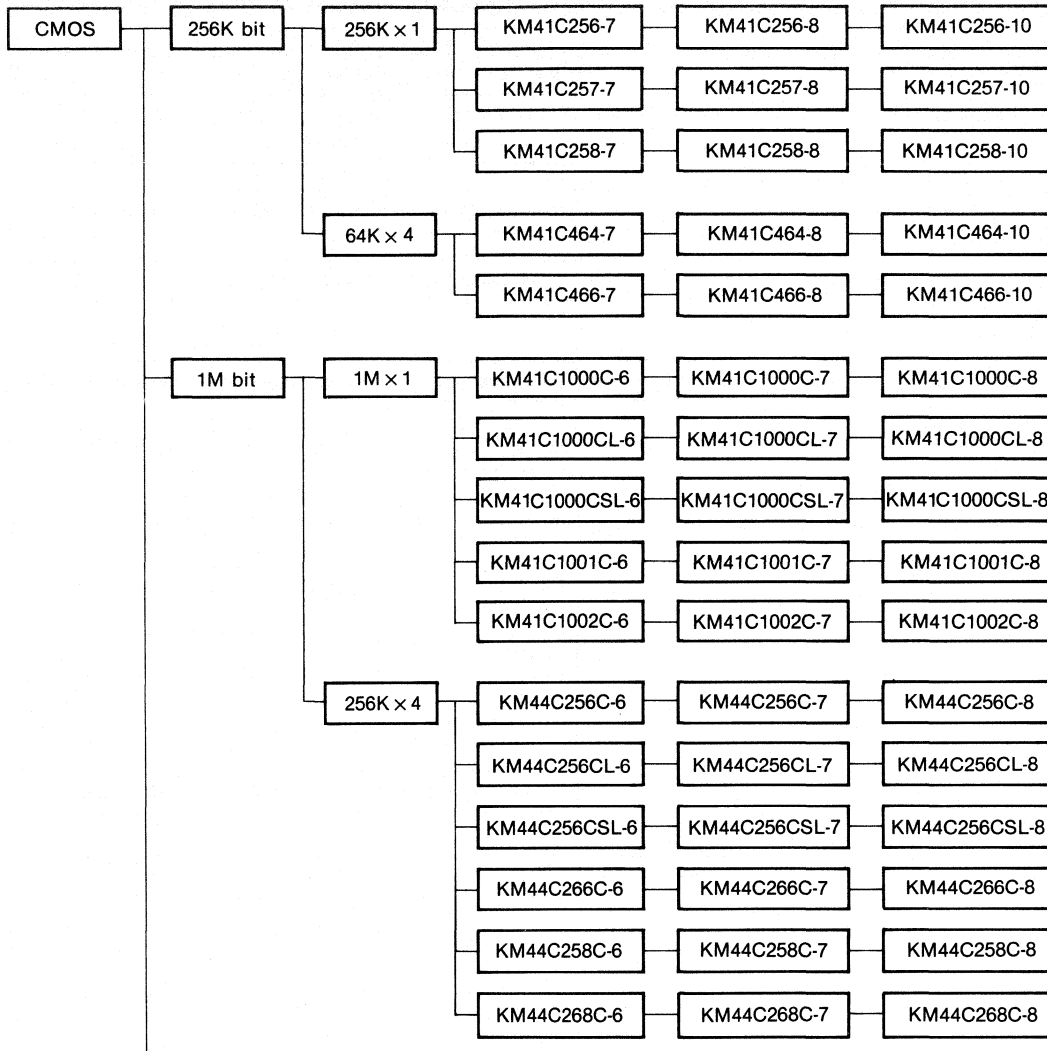 CMOS 256K bit 256K × 1 KM41C256-7 KM41C256-8 KM41C256-10
KM41C257-7 KM41C257-8 KM41C257-10
KM41C258-7 KM41C258-8 KM41C258-10
64K × 4 KM41C464-7 KM41C464-8 KM41C464-10
KM41C466-7 KM41C466-8 KM41C466-10
1M bit 1M × 1 KM41C1000C-6 KM41C1000C-7 KM41C1000C-8
KM41C1000CL-6 KM41C1000CL-7 KM41C1000CL-8
KM41C1000CSL-6 KM41C1000CSL-7 KM41C1000CSL-8
KM41C1001C-6 KM41C1001C-7 KM41C1001C-8
KM41C1002C-6 KM41C1002C-7 KM41C1002C-8
256K × 4 KM44C256C-6 KM44C256C-7 KM44C256C-8
KM44C256CL-6 KM44C256CL-7 KM44C256CL-8
KM44C256CSL-6 KM44C256CSL-7 KM44C256CSL-8
KM44C266C-6 KM44C266C-7 KM44C266C-8
KM44C258C-6 KM44C258C-7 KM44C258C-8
KM44C268C-6 KM44C268C-7 KM44C268C-8